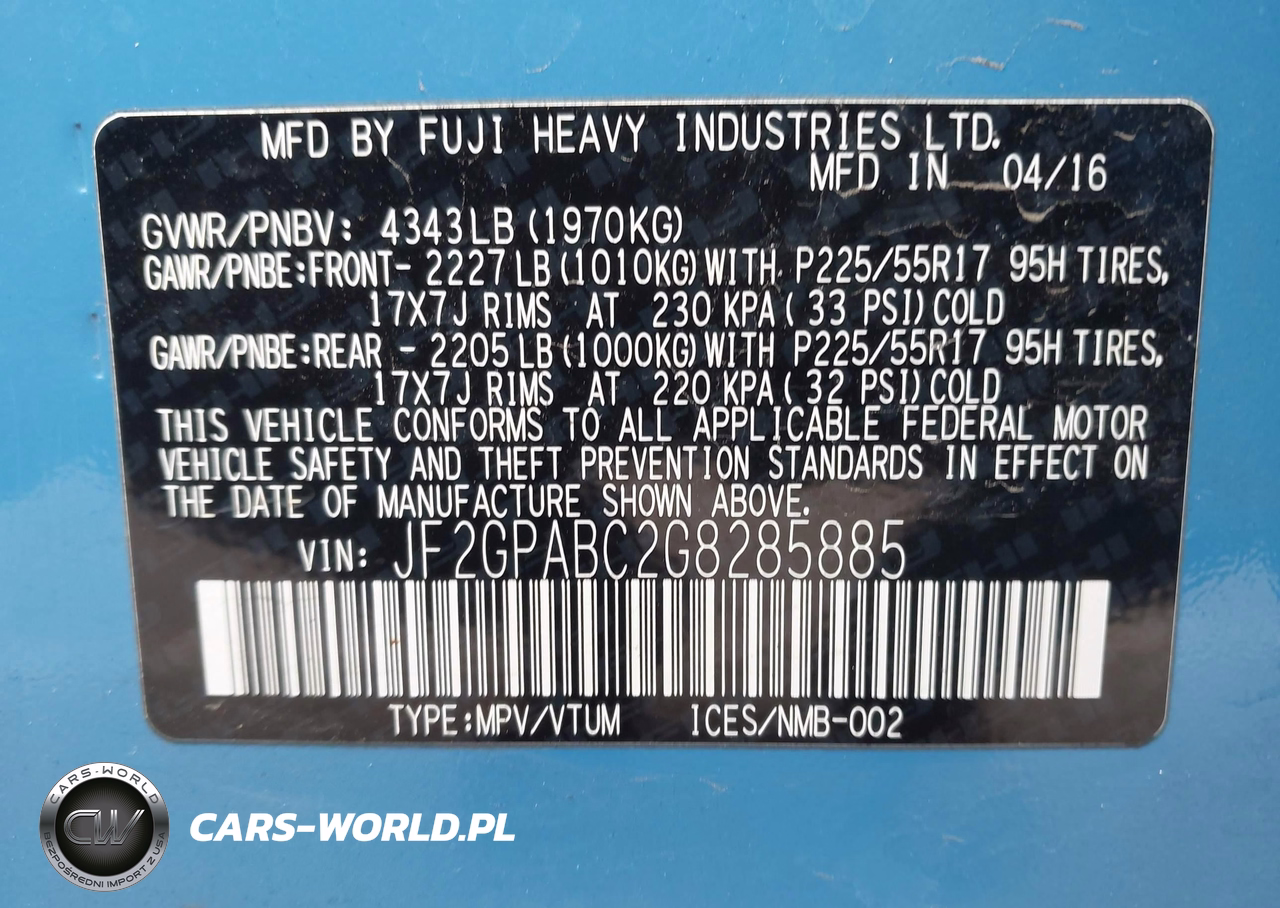 MFD BY FUJI HEAVY INDUSTRIES LTD.
MFD IN 04/16
GVWR/PNBV: 4343LB (1970KG)
GAWR/PNBE:FRONT- 2227LB(1010KG)WITH P225/55R17 95H TIRES,
17X7J RIMS AT 230 KPA( 33 PSI)COLD
GAWR/PNBE:REAR - 2205LB(1000KG)WITH P225/55R17 95H TIRES,
17X7J RIMS AT 220 KPA( 32 PSI)COLD
THIS VEHICLE CONFORMS TO ALL APPLICABLE FEDERAL MOTOR
VEHICLE SAFETY AND THEFT PREVENTION STANDARDS IN EFFECT ON
THE DATE OF MANUFACTURE SHOWN ABOVE.
VIN: JF2GPABC2G8285885
TYPE:MPV/VTUM ICES/NMB-002
CARS-WORLD
CW
BEZPOŚREDNI IMPORT Z USA
CARS-WORLD.PL